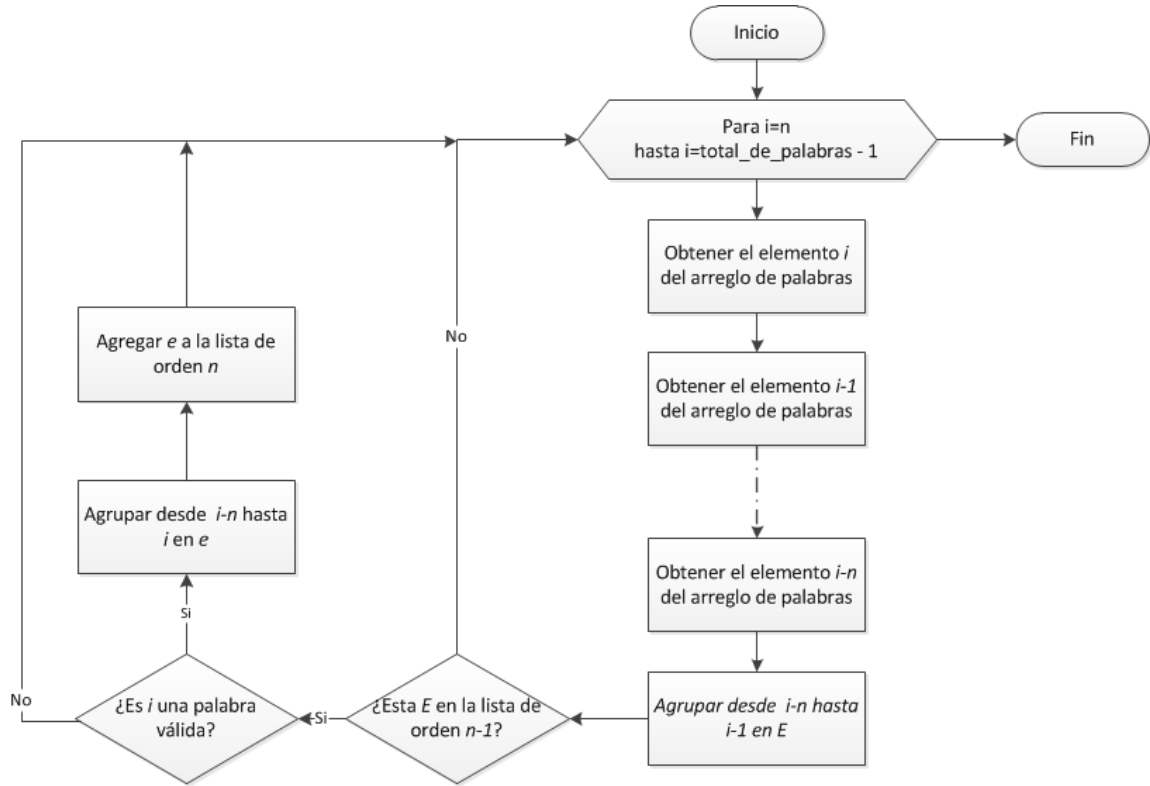 Inicio
Para i=n
hasta i=total_de_palabras - 1
Fin
Obtener el elemento i
del arreglo de palabras
Obtener el elemento i-1
del arreglo de palabras
Obtener el elemento i-n
del arreglo de palabras
Agrupar desde i-n hasta
i-1 en E
¿Esta E en la lista de
orden n-1?
No
Si
¿Es i una palabra
válida?
No
Si
Agrupar desde i-n hasta
i en e
Agregar e a la lista de
orden n